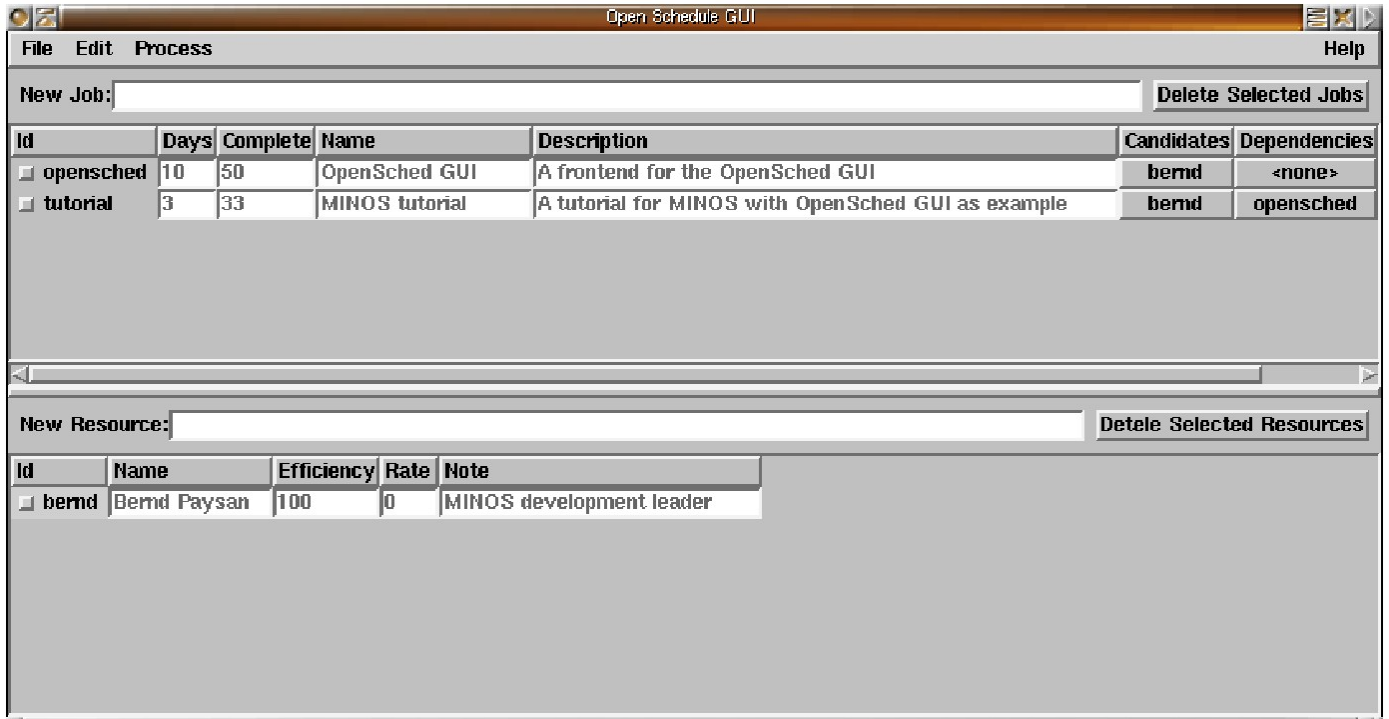 Open Schedule GUI
File Edit Process Help
New Job: Delete Selected Jobs
Id Days Complete Name Description Candidates Dependencies
opensched 10 50 OpenSched GUI A frontend for the OpenSched GUI bernd <none>
tutorial 3 33 MINOS tutorial A tutorial for MINOS with OpenSched GUI as example bernd opensched
New Resource: Detele Selected Resources
Id Name Efficiency Rate Note
bernd Bernd Paysan 100 0 MINOS development leader